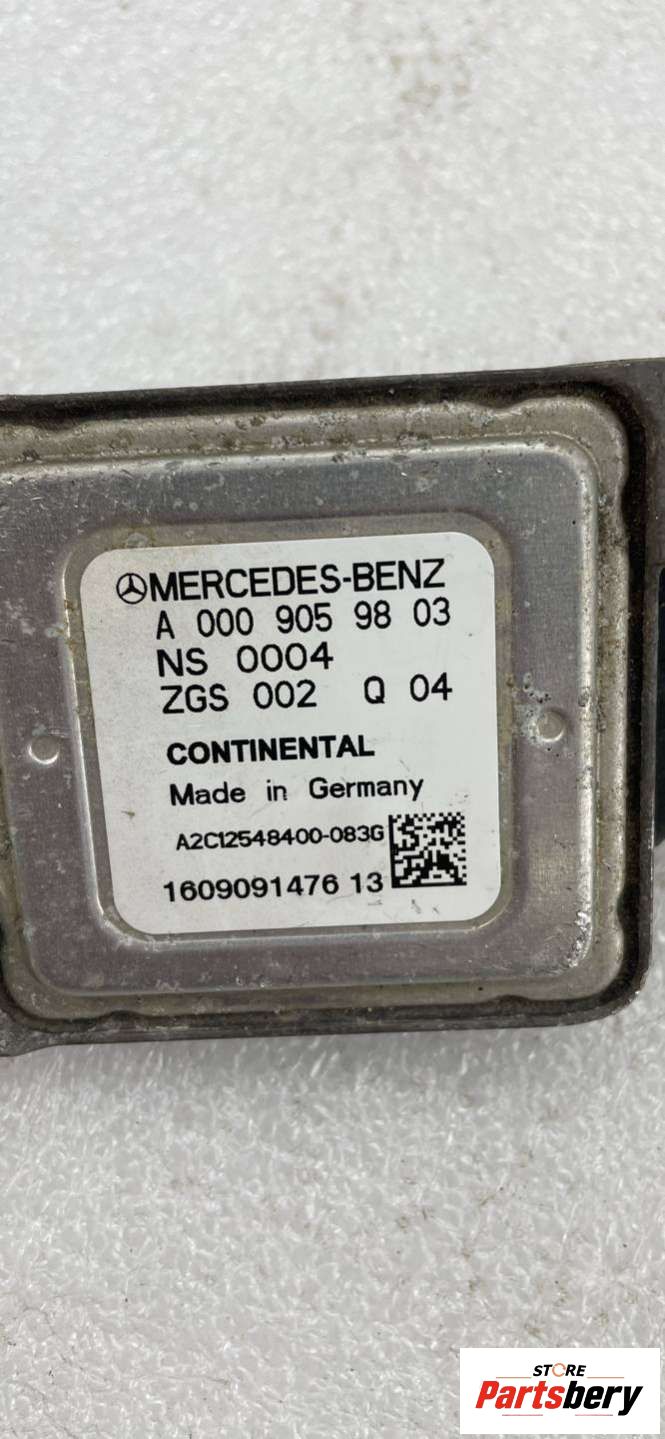 MERCEDES-BENZ
A 000 905 98 03
NS 0004
ZGS 002 Q 04
CONTINENTAL
Made in Germany
A2C12548400-083G
1609091476 13
STORE
Partsbery